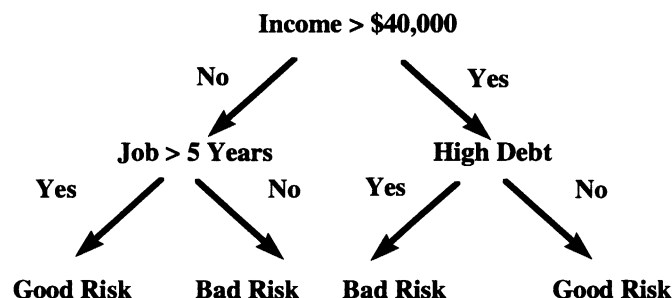 Income > $40,000
No
Yes
Job > 5 Years
High Debt
Yes
No
Yes
No
Good Risk
Bad Risk
Bad Risk
Good Risk